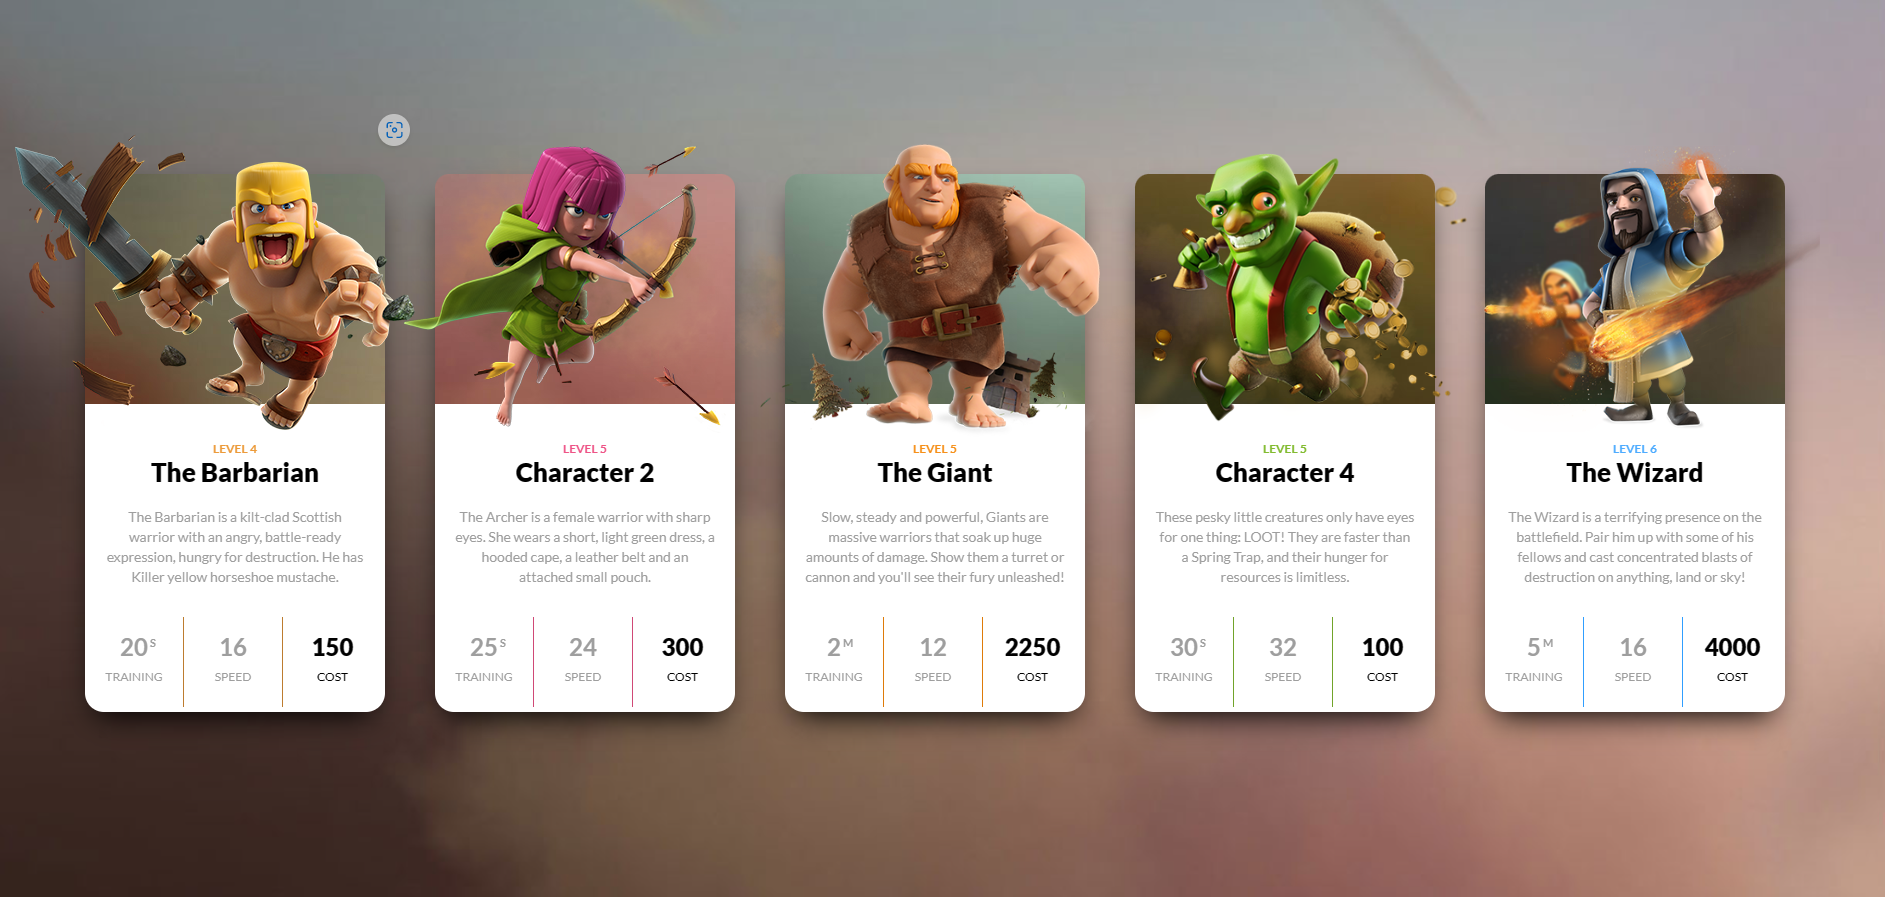 LEVEL 4
The Barbarian
The Barbarian is a kilt-clad Scottish
warrior with an angry, battle-ready
expression, hungry for destruction. He has
Killer yellow horseshoe mustache.
20S
TRAINING
16
SPEED
150
COST
LEVEL 5
Character 2
The Archer is a female warrior with sharp
eyes. She wears a short, light green dress, a
hooded cape, a leather belt and an
attached small pouch.
25S
TRAINING
24
SPEED
300
COST
LEVEL 5
The Giant
Slow, steady and powerful, Giants are
massive warriors that soak up huge
amounts of damage. Show them a turret or
cannon and you'll see their fury unleashed!
2M
TRAINING
12
SPEED
2250
COST
LEVEL 5
Character 4
These pesky little creatures only have eyes
for one thing: LOOT! They are faster than
a Spring Trap, and their hunger for
resources is limitless.
30S
TRAINING
32
SPEED
100
COST
LEVEL 6
The Wizard
The Wizard is a terrifying presence on the
battlefield. Pair him up with some of his
fellows and cast concentrated blasts of
destruction on anything, land or sky!
5M
TRAINING
16
SPEED
4000
COST